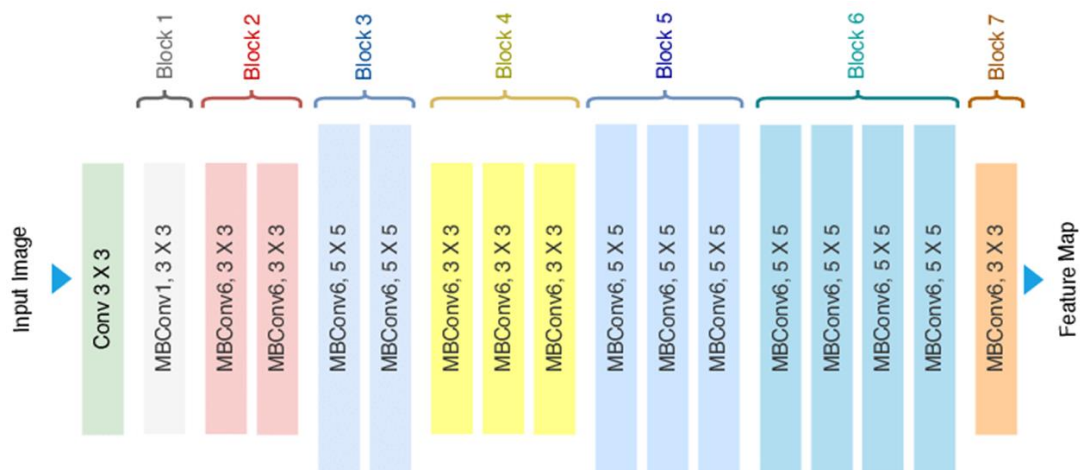 Input Image
Conv 3 X 3
Block 1
MBConv1, 3 X 3
Block 2
MBConv6, 3 X 3
MBConv6, 3 X 3
Block 3
MBConv6, 5 X 5
MBConv6, 5 X 5
Block 4
MBConv6, 3 X 3
MBConv6, 3 X 3
MBConv6, 3 X 3
Block 5
MBConv6, 5 X 5
MBConv6, 5 X 5
MBConv6, 5 X 5
Block 6
MBConv6, 5 X 5
MBConv6, 5 X 5
MBConv6, 5 X 5
MBConv6, 5 X 5
Block 7
MBConv6, 3 X 3
Feature Map